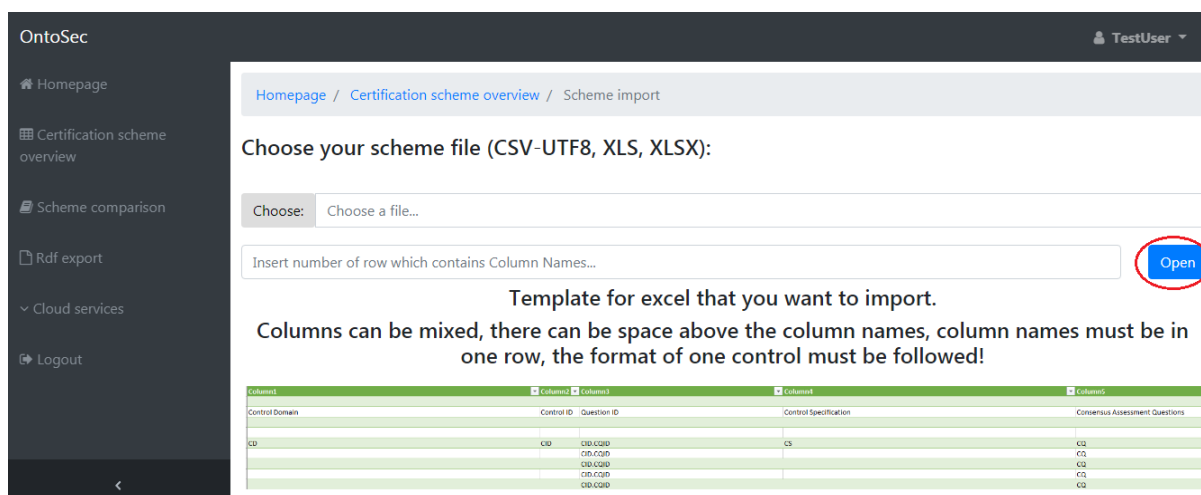 OntoSec
TestUser
Homepage
Certification scheme
overview
Scheme comparison
Rdf export
Cloud services
Logout
Homepage / Certification scheme overview / Scheme import
Choose your scheme file (CSV-UTF8, XLS, XLSX):
Choose: Choose a file...
Insert number of row which contains Column Names...
Open
Template for excel that you want to import.
Columns can be mixed, there can be space above the column names, column names must be in
one row, the format of one control must be followed!
Column1 Column2 Column3 Column4 Column5
Control Domain Control ID Question ID Control Specification Consensus Assessment Questions
CD CID CID.CQID CS CQ
CID.CQID CQ
CID.CQID CQ
CID.CQID CQ
CID.CQID CQ